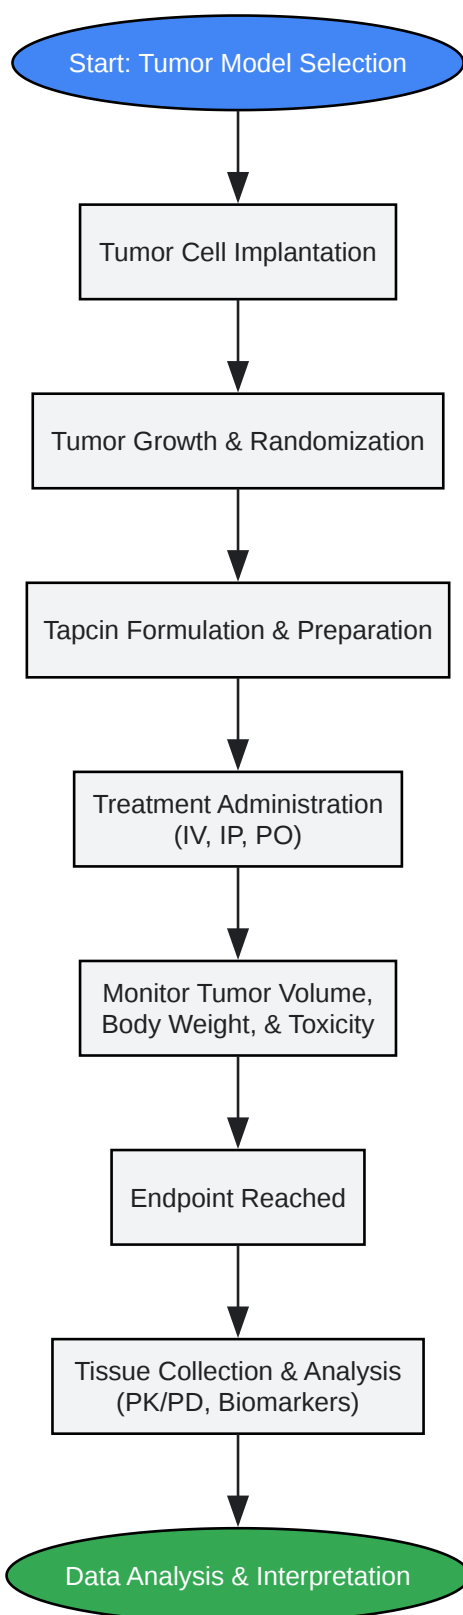 Start: Tumor Model Selection
Tumor Cell Implantation
Tumor Growth & Randomization
Tapcin Formulation & Preparation
Treatment Administration
(IV, IP, PO)
Monitor Tumor Volume,
Body Weight, & Toxicity
Endpoint Reached
Tissue Collection & Analysis
(PK/PD, Biomarkers)
Data Analysis & Interpretation